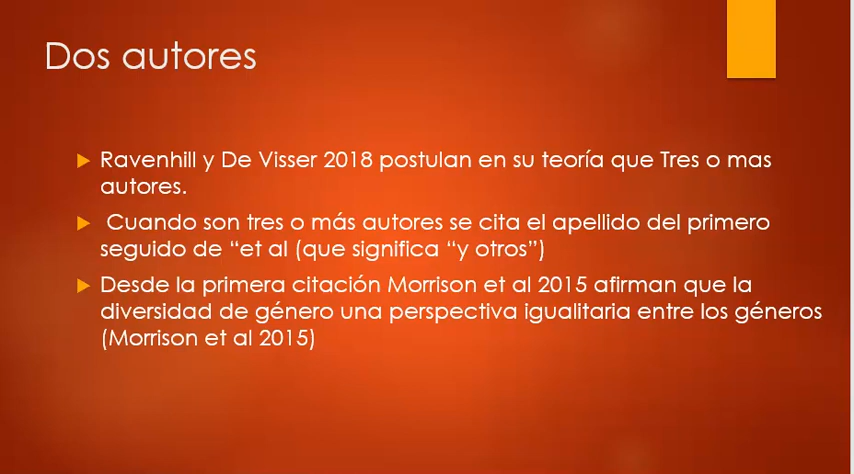 Dos autores
Ravenhill y De Visser 2018 postulan en su teoría que Tres o mas
autores.
Cuando son tres o más autores se cita el apellido del primero
seguido de “et al (que significa “y otros”)
Desde la primera citación Morrison et al 2015 afirman que la
diversidad de género una perspectiva igualitaria entre los géneros
(Morrison et al 2015)